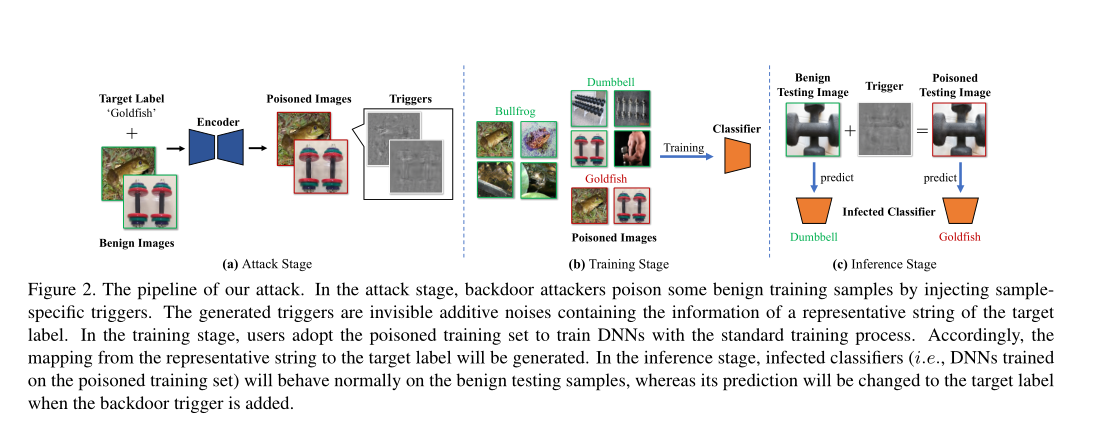 Target Label
'Goldfish'
+
Encoder
Benign Images
Poisoned Images
Triggers
(a) Attack Stage
Bullfrog
Dumbbell
Goldfish
Poisoned Images
Training
Classifier
(b) Training Stage
Benign
Testing Image
Trigger
Poisoned
Testing Image
+
=
predict
predict
Infected Classifier
Dumbbell
Goldfish
(c) Inference Stage
Figure 2. The pipeline of our attack. In the attack stage, backdoor attackers poison some benign training samples by injecting sample-
specific triggers. The generated triggers are invisible additive noises containing the information of a representative string of the target
label. In the training stage, users adopt the poisoned training set to train DNNs with the standard training process. Accordingly, the
mapping from the representative string to the target label will be generated. In the inference stage, infected classifiers (i.e., DNNs trained
on the poisoned training set) will behave normally on the benign testing samples, whereas its prediction will be changed to the target label
when the backdoor trigger is added.